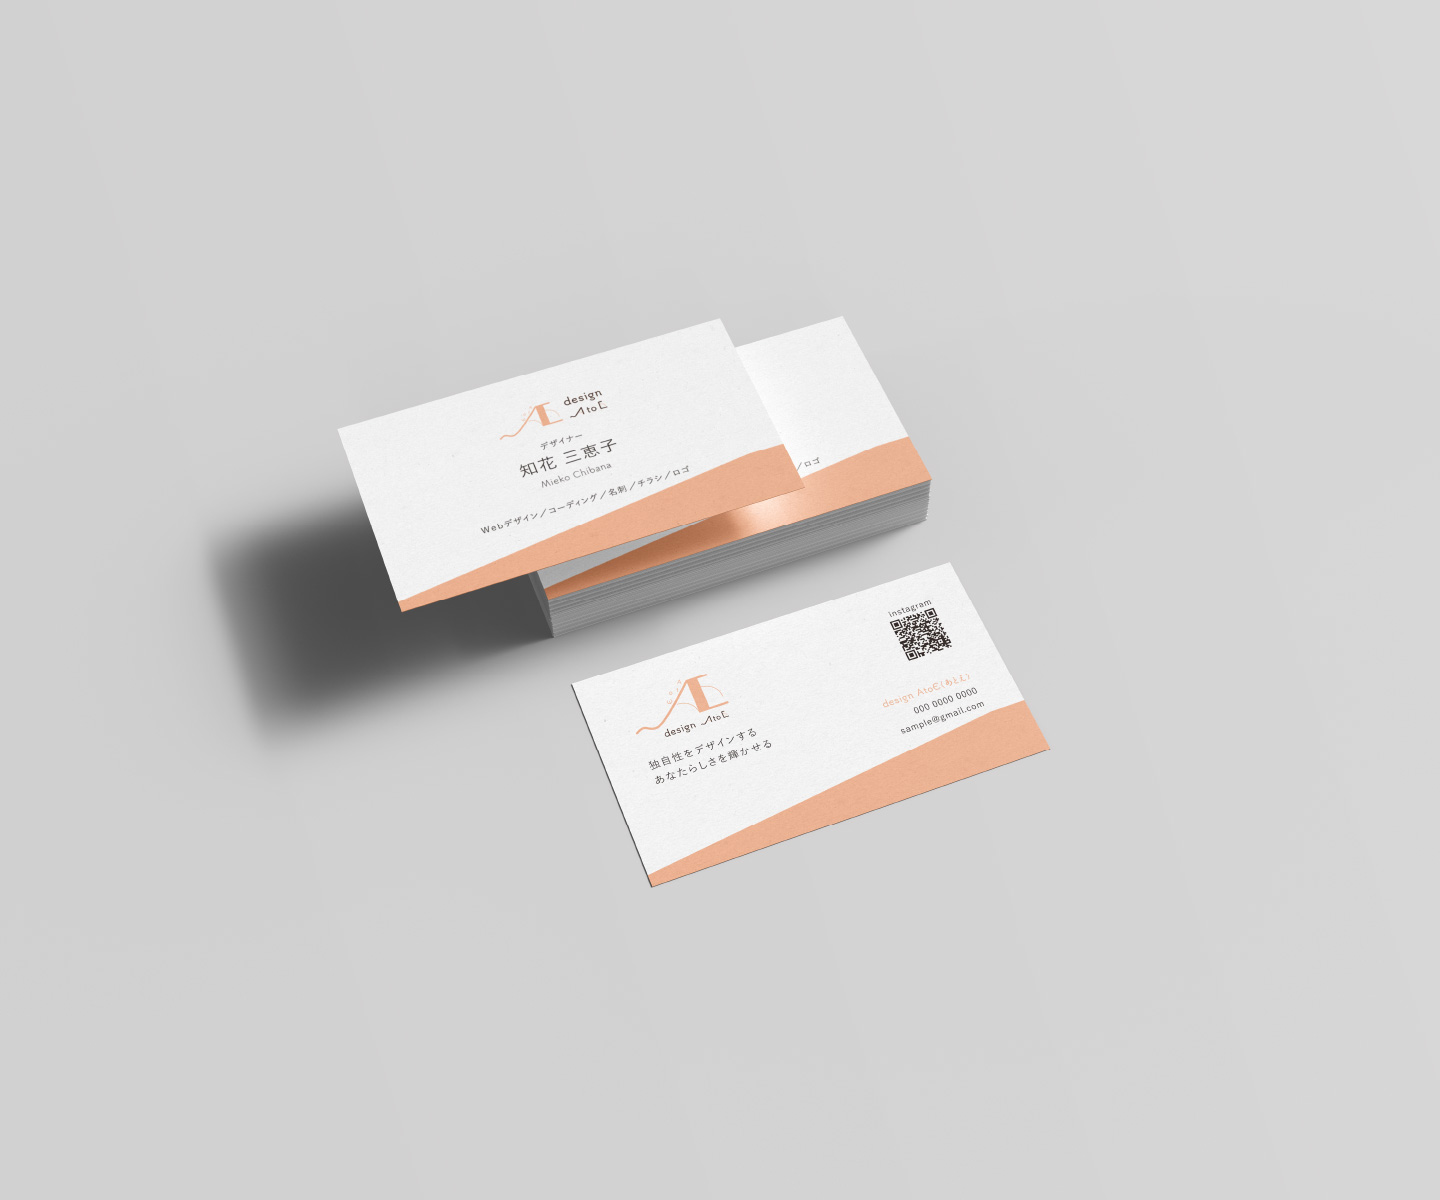 design
AtoE
デザイナー
知花 三恵子
Mieko Chibana
Webデザイン／コーディング／名刺／チラシ／ロゴ
／ロゴ
instagram
design AtoE
独自性をデザインする
あなたらしさを輝かせる
design AtoE（あとむ）
000 0000 0000
sample@gmail.com